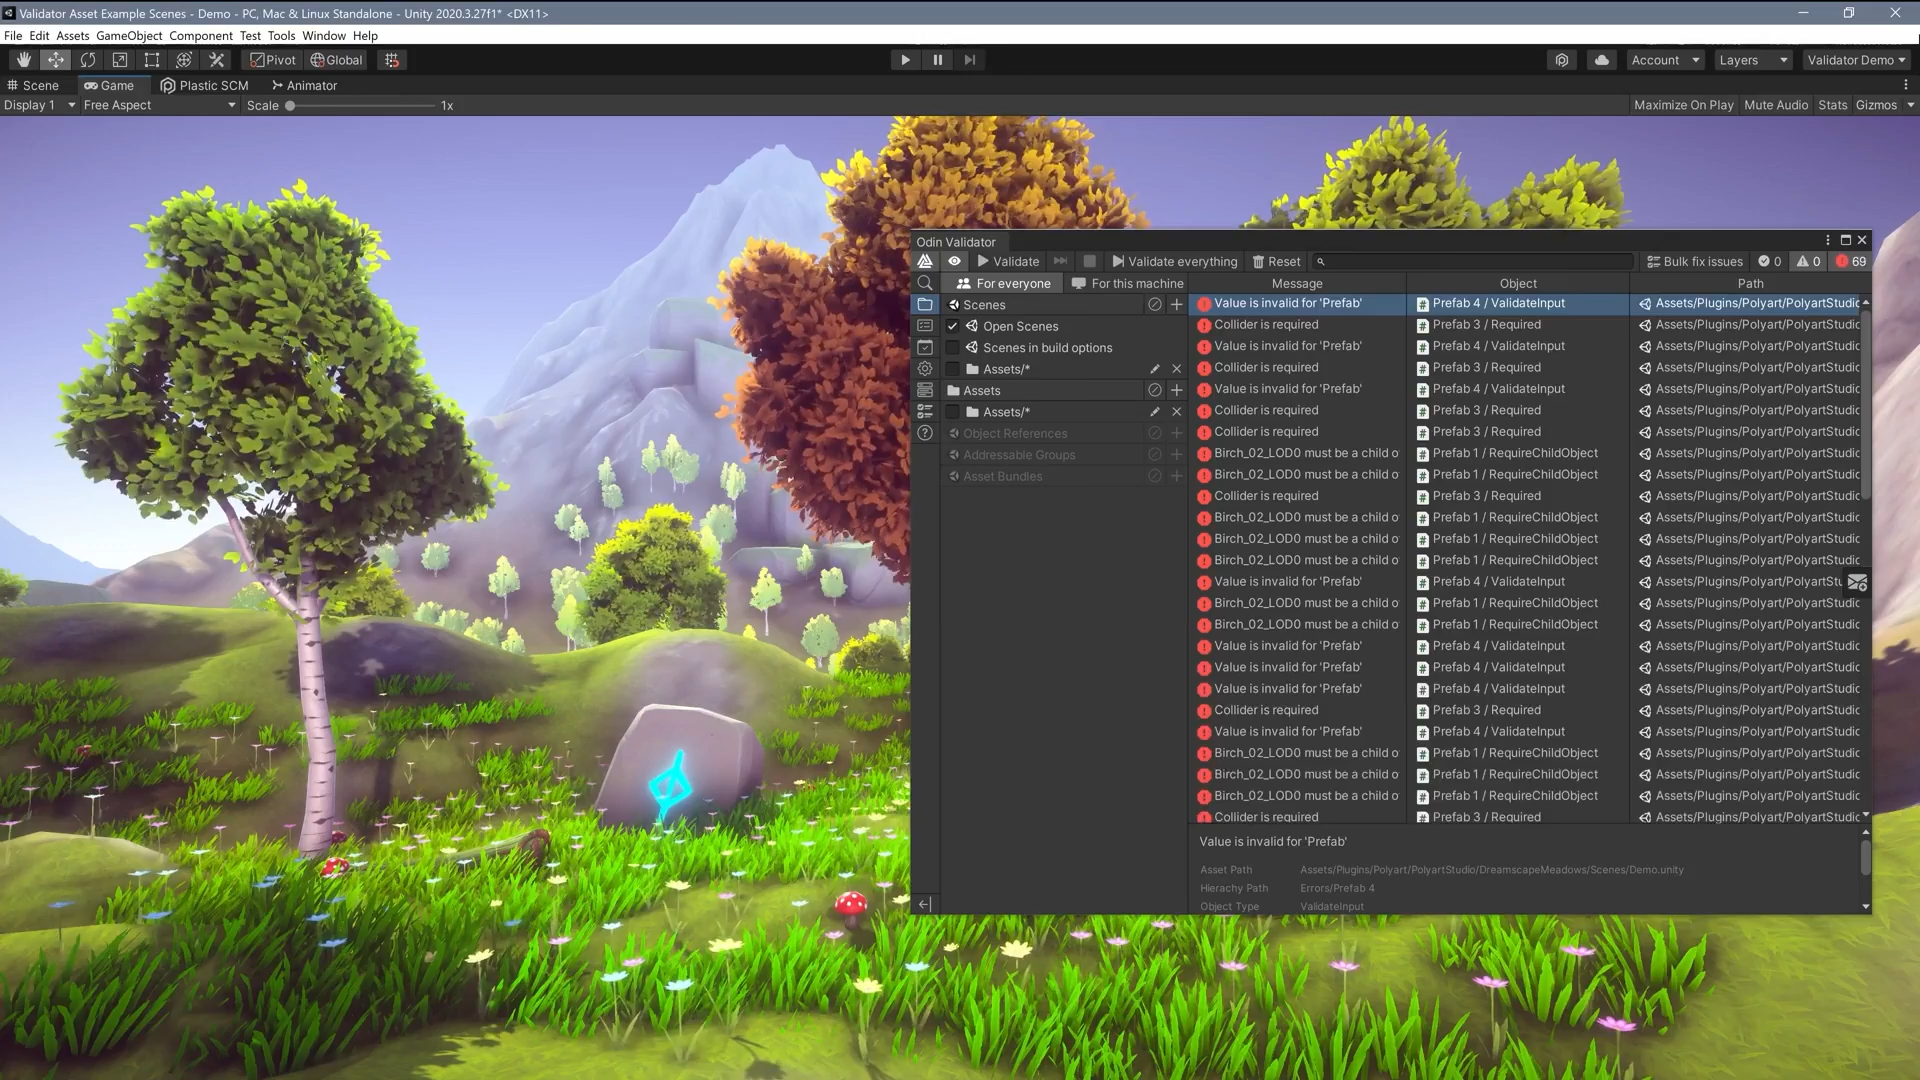 Validator Asset Example Scenes - Demo - PC, Mac & Linux Standalone - Unity 2020.3.27f1* <DX11>
File Edit Assets GameObject Component Test Tools Window Help
Pivot Global Account Layers Validator Demo
Scene Game Plastic SCM Animator
Display 1 Free Aspect Scale 1x Maximize On Play Mute Audio Stats Gizmos
Odin Validator
Validate Validate everything Reset Bulk fix issues 0 0 69
For everyone For this machine Message Object Path
Scenes
Open Scenes
Scenes in build options
Assets/*
Assets
Assets/*
Object References
Addressable Groups
Asset Bundles
Value is invalid for 'Prefab' Prefab 4 / ValidateInput Assets/Plugins/Polyart/PolyartStudio
Collider is required Prefab 3 / Required Assets/Plugins/Polyart/PolyartStudio
Value is invalid for 'Prefab' Prefab 4 / ValidateInput Assets/Plugins/Polyart/PolyartStudio
Collider is required Prefab 3 / Required Assets/Plugins/Polyart/PolyartStudio
Value is invalid for 'Prefab' Prefab 4 / ValidateInput Assets/Plugins/Polyart/PolyartStudio
Collider is required Prefab 3 / Required Assets/Plugins/Polyart/PolyartStudio
Collider is required Prefab 3 / Required Assets/Plugins/Polyart/PolyartStudio
Birch_02_LOD0 must be a child o Prefab 1 / RequireChildObject Assets/Plugins/Polyart/PolyartStudio
Birch_02_LOD0 must be a child o Prefab 1 / RequireChildObject Assets/Plugins/Polyart/PolyartStudio
Collider is required Prefab 3 / Required Assets/Plugins/Polyart/PolyartStudio
Birch_02_LOD0 must be a child o Prefab 1 / RequireChildObject Assets/Plugins/Polyart/PolyartStudio
Birch_02_LOD0 must be a child o Prefab 1 / RequireChildObject Assets/Plugins/Polyart/PolyartStudio
Birch_02_LOD0 must be a child o Prefab 1 / RequireChildObject Assets/Plugins/Polyart/PolyartStudio
Value is invalid for 'Prefab' Prefab 4 / ValidateInput Assets/Plugins/Polyart/PolyartStu
Birch_02_LOD0 must be a child o Prefab 1 / RequireChildObject Assets/Plugins/Polyart/PolyartStudio
Birch_02_LOD0 must be a child o Prefab 1 / RequireChildObject Assets/Plugins/Polyart/PolyartStudio
Value is invalid for 'Prefab' Prefab 4 / ValidateInput Assets/Plugins/Polyart/PolyartStudio
Value is invalid for 'Prefab' Prefab 4 / ValidateInput Assets/Plugins/Polyart/PolyartStudio
Value is invalid for 'Prefab' Prefab 4 / ValidateInput Assets/Plugins/Polyart/PolyartStudio
Collider is required Prefab 3 / Required Assets/Plugins/Polyart/PolyartStudio
Value is invalid for 'Prefab' Prefab 4 / ValidateInput Assets/Plugins/Polyart/PolyartStudio
Birch_02_LOD0 must be a child o Prefab 1 / RequireChildObject Assets/Plugins/Polyart/PolyartStudio
Birch_02_LOD0 must be a child o Prefab 1 / RequireChildObject Assets/Plugins/Polyart/PolyartStudio
Birch_02_LOD0 must be a child o Prefab 1 / RequireChildObject Assets/Plugins/Polyart/PolyartStudio
Collider is required Prefab 3 / Required Assets/Plugins/Polyart/PolyartStudio
Value is invalid for 'Prefab'
Asset Path Assets/Plugins/Polyart/PolyartStudio/DreamscapeMeadows/Scenes/Demo.unity
Hierachy Path Errors/Prefab 4
Object Type ValidateInput